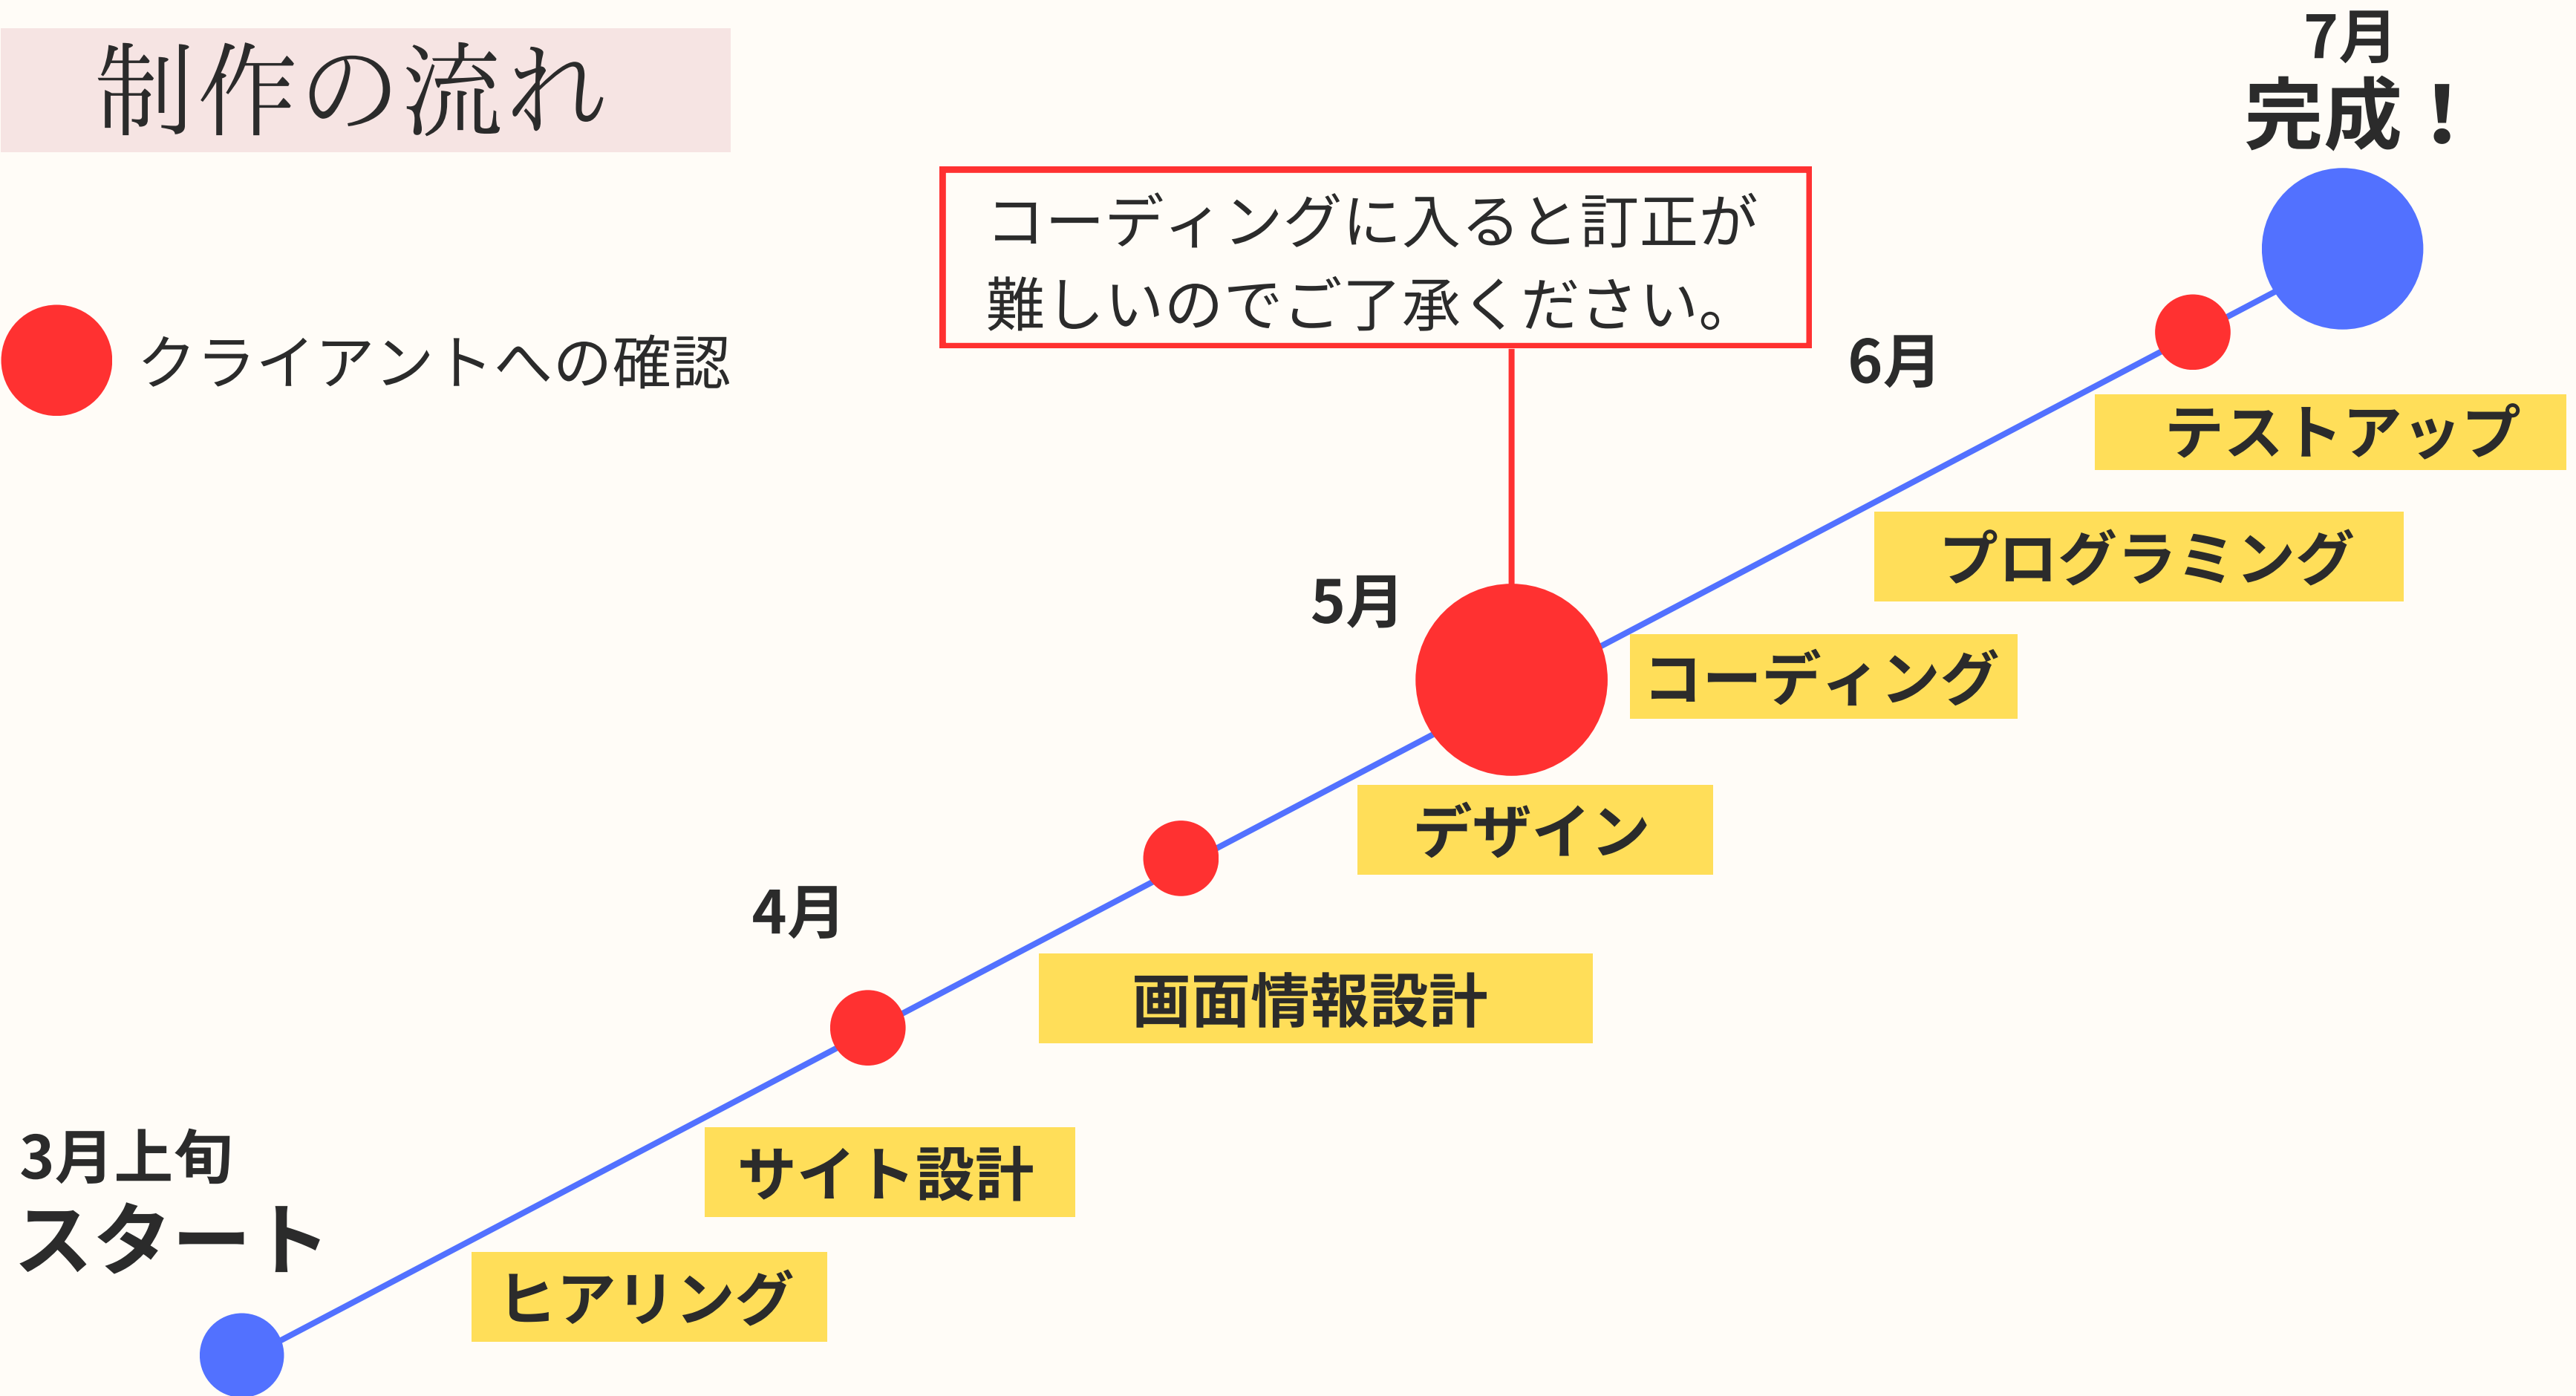 制作の流れ
クライアントへの確認
コーディングに入ると訂正が
難しいのでご了承ください。
7月
完成！
6月
テストアップ
プログラミング
5月
コーディング
デザイン
4月
画面情報設計
サイト設計
3月上旬
スタート
ヒアリング